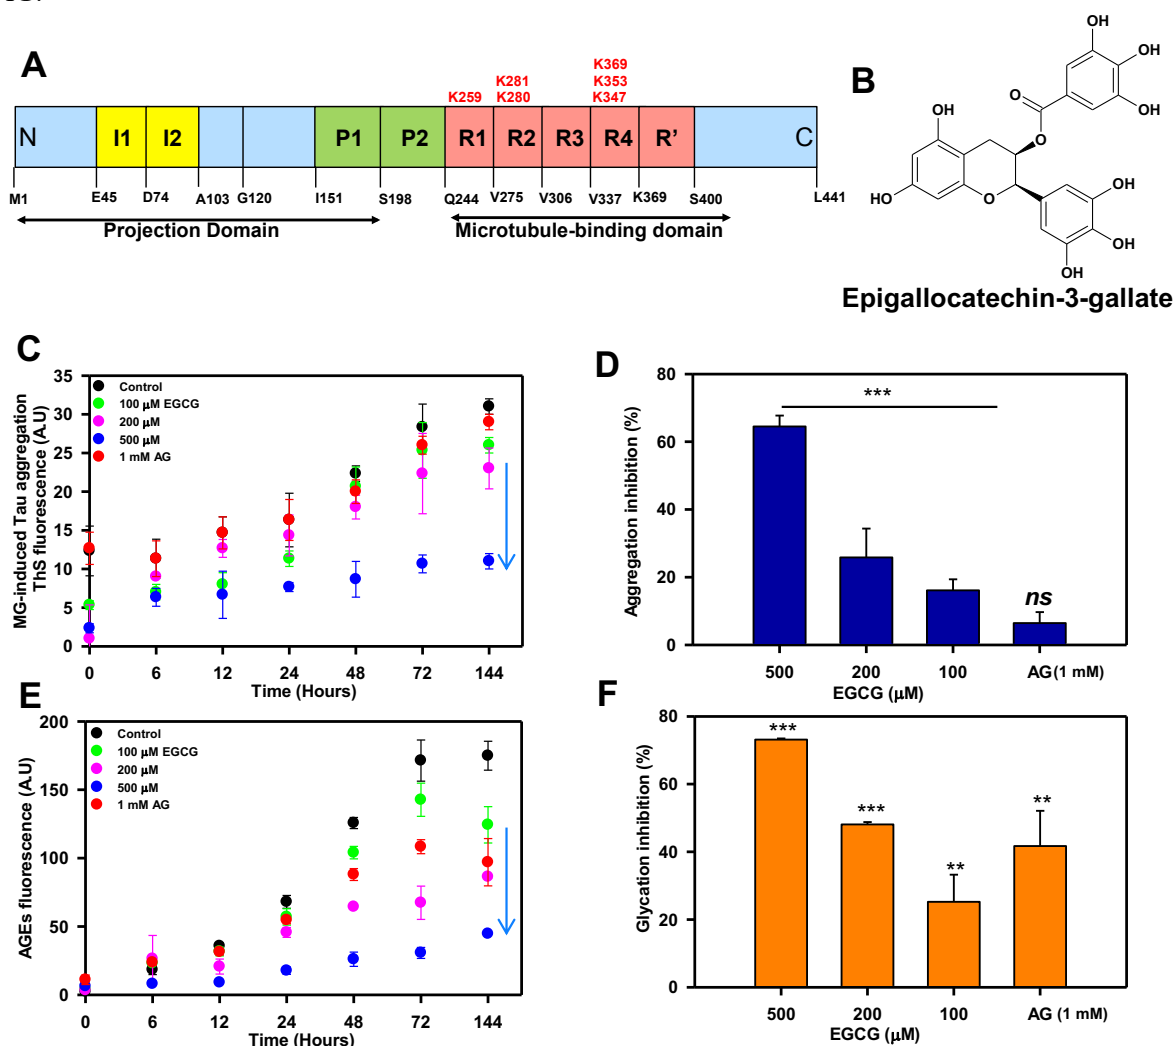 A
K369
K281
K353
K259
K280
K347
N
I1
I2
P1
P2
R1
R2
R3
R4
R’
C
M1
E45
D74
A103
G120
I151
S198
Q244
V275
V306
V337
K369
S400
L441
Projection Domain
Microtubule-binding domain
B
OH
OH
OH
O
O
OH
HO
O
OH
OH
OH
Epigallocatechin-3-gallate
C
MG-induced Tau aggregation
ThS fluorescence (A.U)
35
30
25
20
15
10
5
0
Control
100 µM EGCG
200 µM
500 µM
1 mM AG
0 6 12 24 48 72 144
Time (Hours)
D
Aggregation inhibition (%)
80
60
40
20
0
***
ns
500 200 100 AG (1 mM)
EGCG (µM)
E
AGEs fluorescence (A.U)
200
150
100
50
0
Control
100 µM EGCG
200 µM
500 µM
1 mM AG
0 6 12 24 48 72 144
Time (Hours)
F
Glycation inhibition (%)
80
60
40
20
0
***
***
**
**
500 200 100 AG (1 mM)
EGCG (µM)